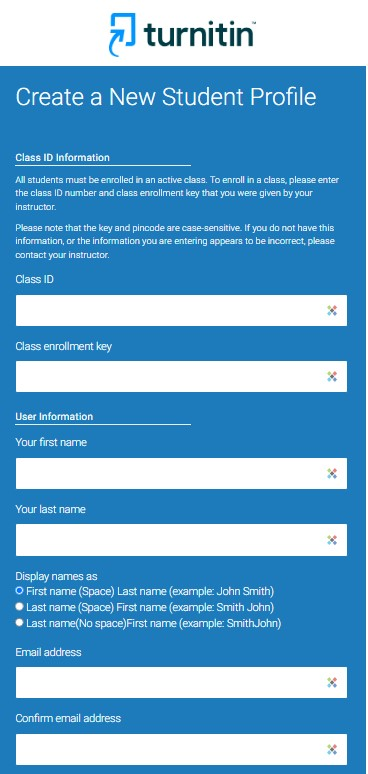 turnitin™
Create a New Student Profile
Class ID Information
All students must be enrolled in an active class. To enroll in a class, please enter
the class ID number and class enrollment key that you were given by your
instructor.
Please note that the key and pincode are case-sensitive. If you do not have this
information, or the information you are entering appears to be incorrect, please
contact your instructor.
Class ID
Class enrollment key
User Information
Your first name
Your last name
Display names as
First name (Space) Last name (example: John Smith)
Last name (Space) First name (example: Smith John)
Last name(No space)First name (example: SmithJohn)
Email address
Confirm email address